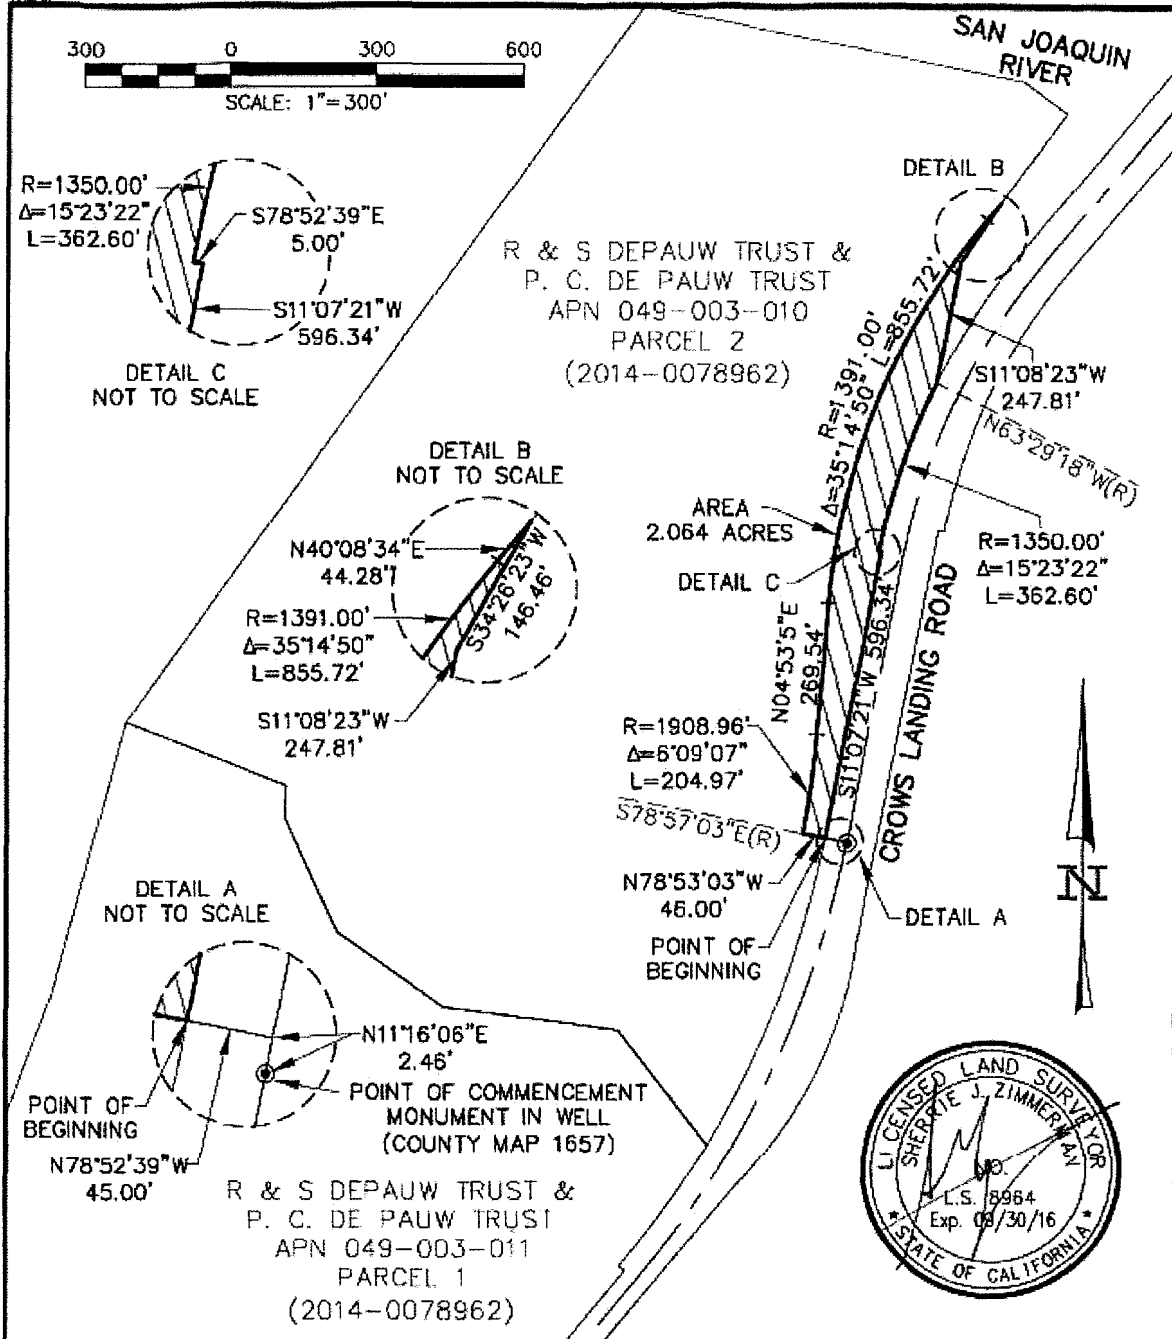 SAN JOAQUIN
RIVER
300 0 300 600
SCALE: 1"=300'
R=1350.00'
Δ=15°23'22"
L=362.60'
S78°52'39"E
5.00'
S11°07'21"W
596.34'
DETAIL C
NOT TO SCALE
DETAIL B
R & S DEPAUW TRUST &
P. C. DE PAUW TRUST
APN 049-003-010
PARCEL 2
(2014-0078962)
R=1391.00'
Δ=35°14'50" L=855.72'
S11°08'23"W
247.81'
N63°29'18"W(R)
DETAIL B
NOT TO SCALE
N40°08'34"E
44.28'
S34°26'23"W
146.46'
R=1391.00'
Δ=35°14'50"
L=855.72'
S11°08'23"W
247.81'
AREA
2.064 ACRES
DETAIL C
R=1350.00'
Δ=15°23'22"
L=362.60'
N04°53'5"E
269.54'
S11°07'21"W 596.34'
CROWS LANDING ROAD
R=1908.96'
Δ=6°09'07"
L=204.97'
S78°57'03"E(R)
N78°53'03"W
46.00'
POINT OF
BEGINNING
DETAIL A
N
DETAIL A
NOT TO SCALE
N11°16'06"E
2.46'
POINT OF COMMENCEMENT
MONUMENT IN WELL
(COUNTY MAP 1657)
POINT OF
BEGINNING
N78°52'39"W
45.00'
R & S DEPAUW TRUST &
P. C. DE PAUW TRUST
APN 049-003-011
PARCEL 1
(2014-0078962)
LICENSED LAND SURVEYOR
SHERRIE J. ZIMMERMAN
NO.
L.S. 8964
Exp. 09/30/16
STATE OF CALIFORNIA